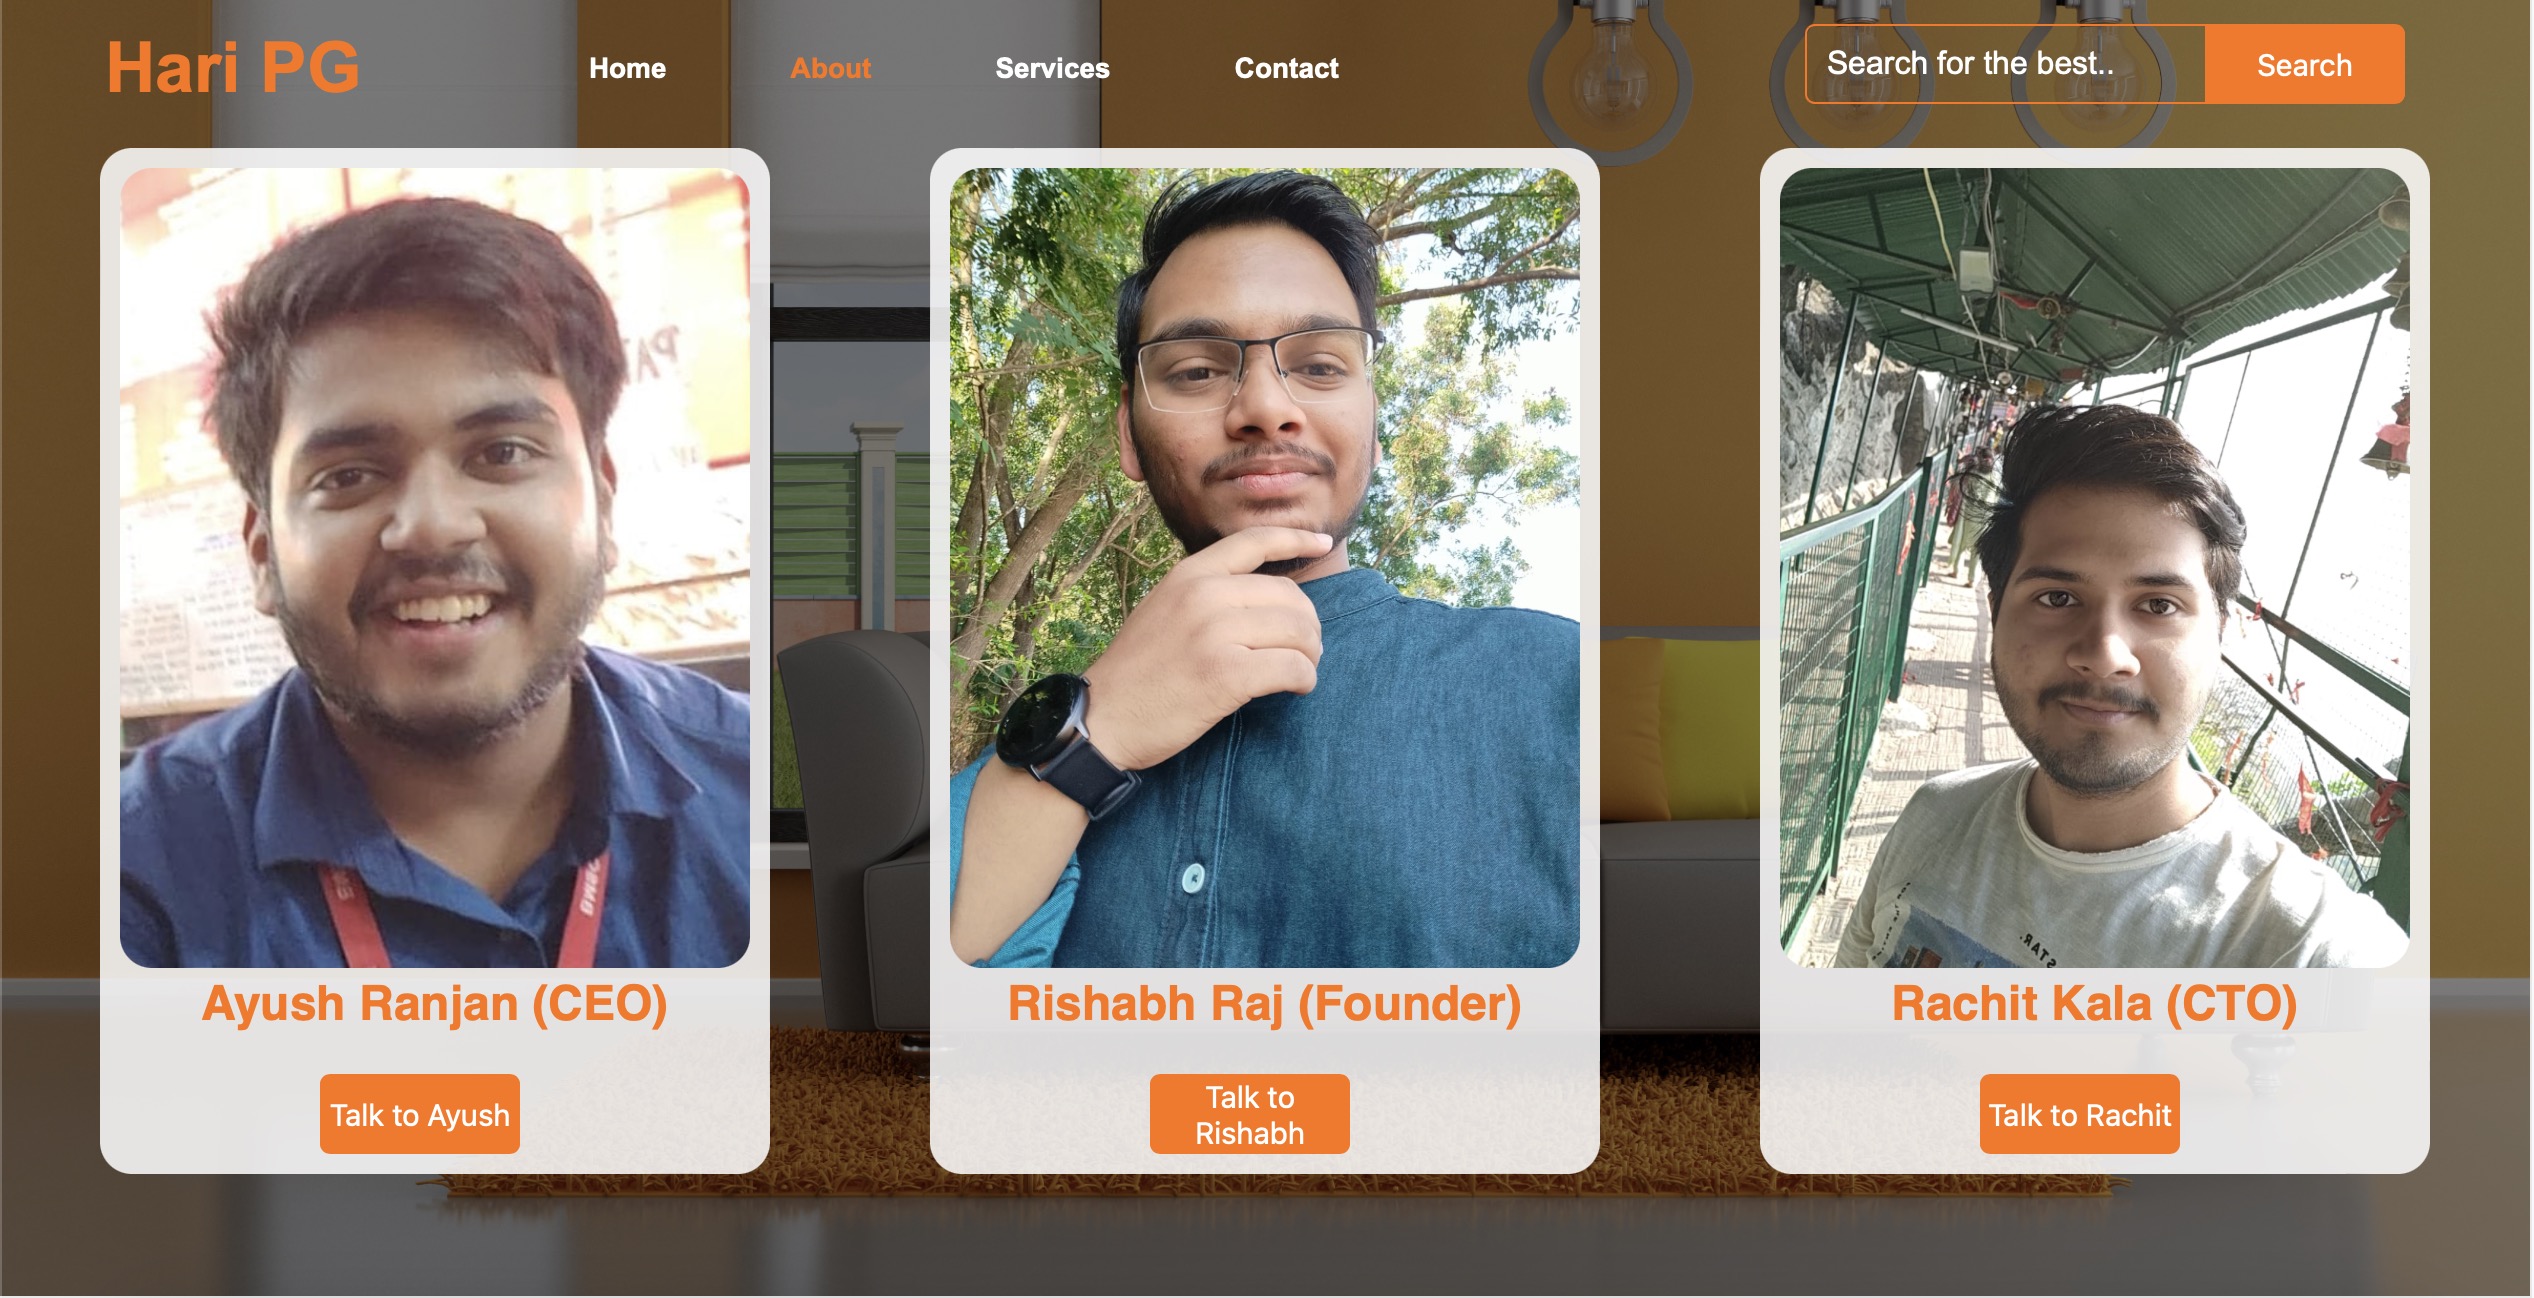 Hari PG
Home
About
Services
Contact
Search for the best..
Search
Ayush Ranjan (CEO)
Rishabh Raj (Founder)
Rachit Kala (CTO)
Talk to Ayush
Talk to
Rishabh
Talk to Rachit